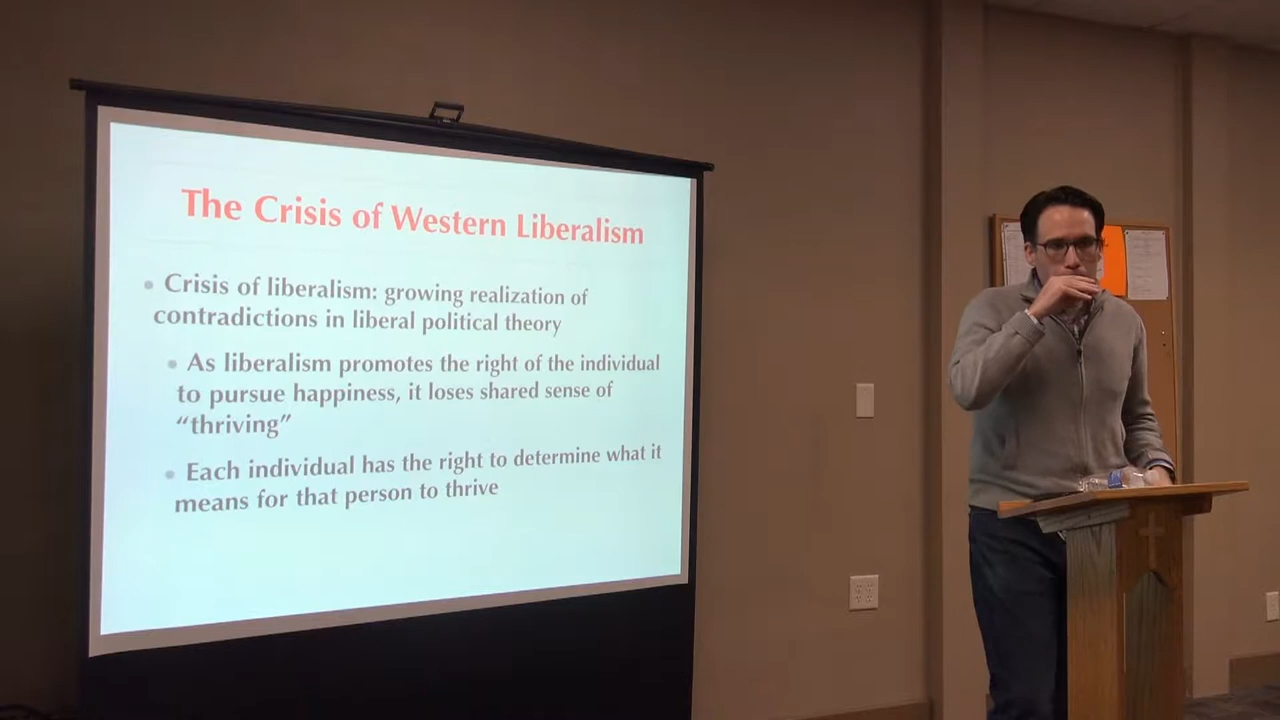 The Crisis of Western Liberalism
• Crisis of liberalism: growing realization of
contradictions in liberal political theory
• As liberalism promotes the right of the individual
to pursue happiness, it loses shared sense of
“thriving”
• Each individual has the right to determine what it
means for that person to thrive